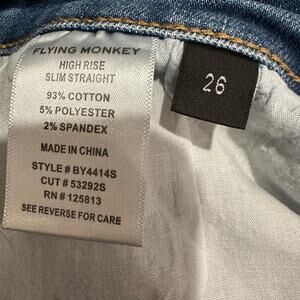 FLYING MONKEY
HIGH RISE
SLIM STRAIGHT
93% COTTON
5% POLYESTER
2% SPANDEX
MADE IN CHINA
STYLE # BY4414S
CUT # 53292S
RN # 125813
SEE REVERSE FOR CARE
26